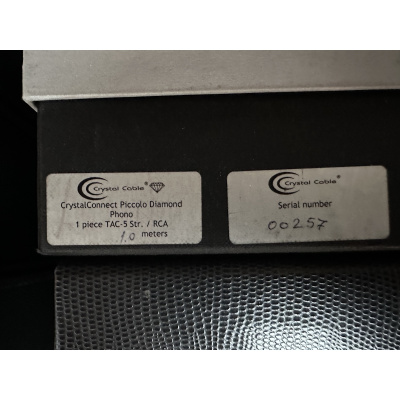 Crystal Cable®
CrystalConnect Piccolo Diamond
Phono
1 piece TAC-5 Str. / RCA
1.0 meters
Crystal Cable®
Serial number
00257